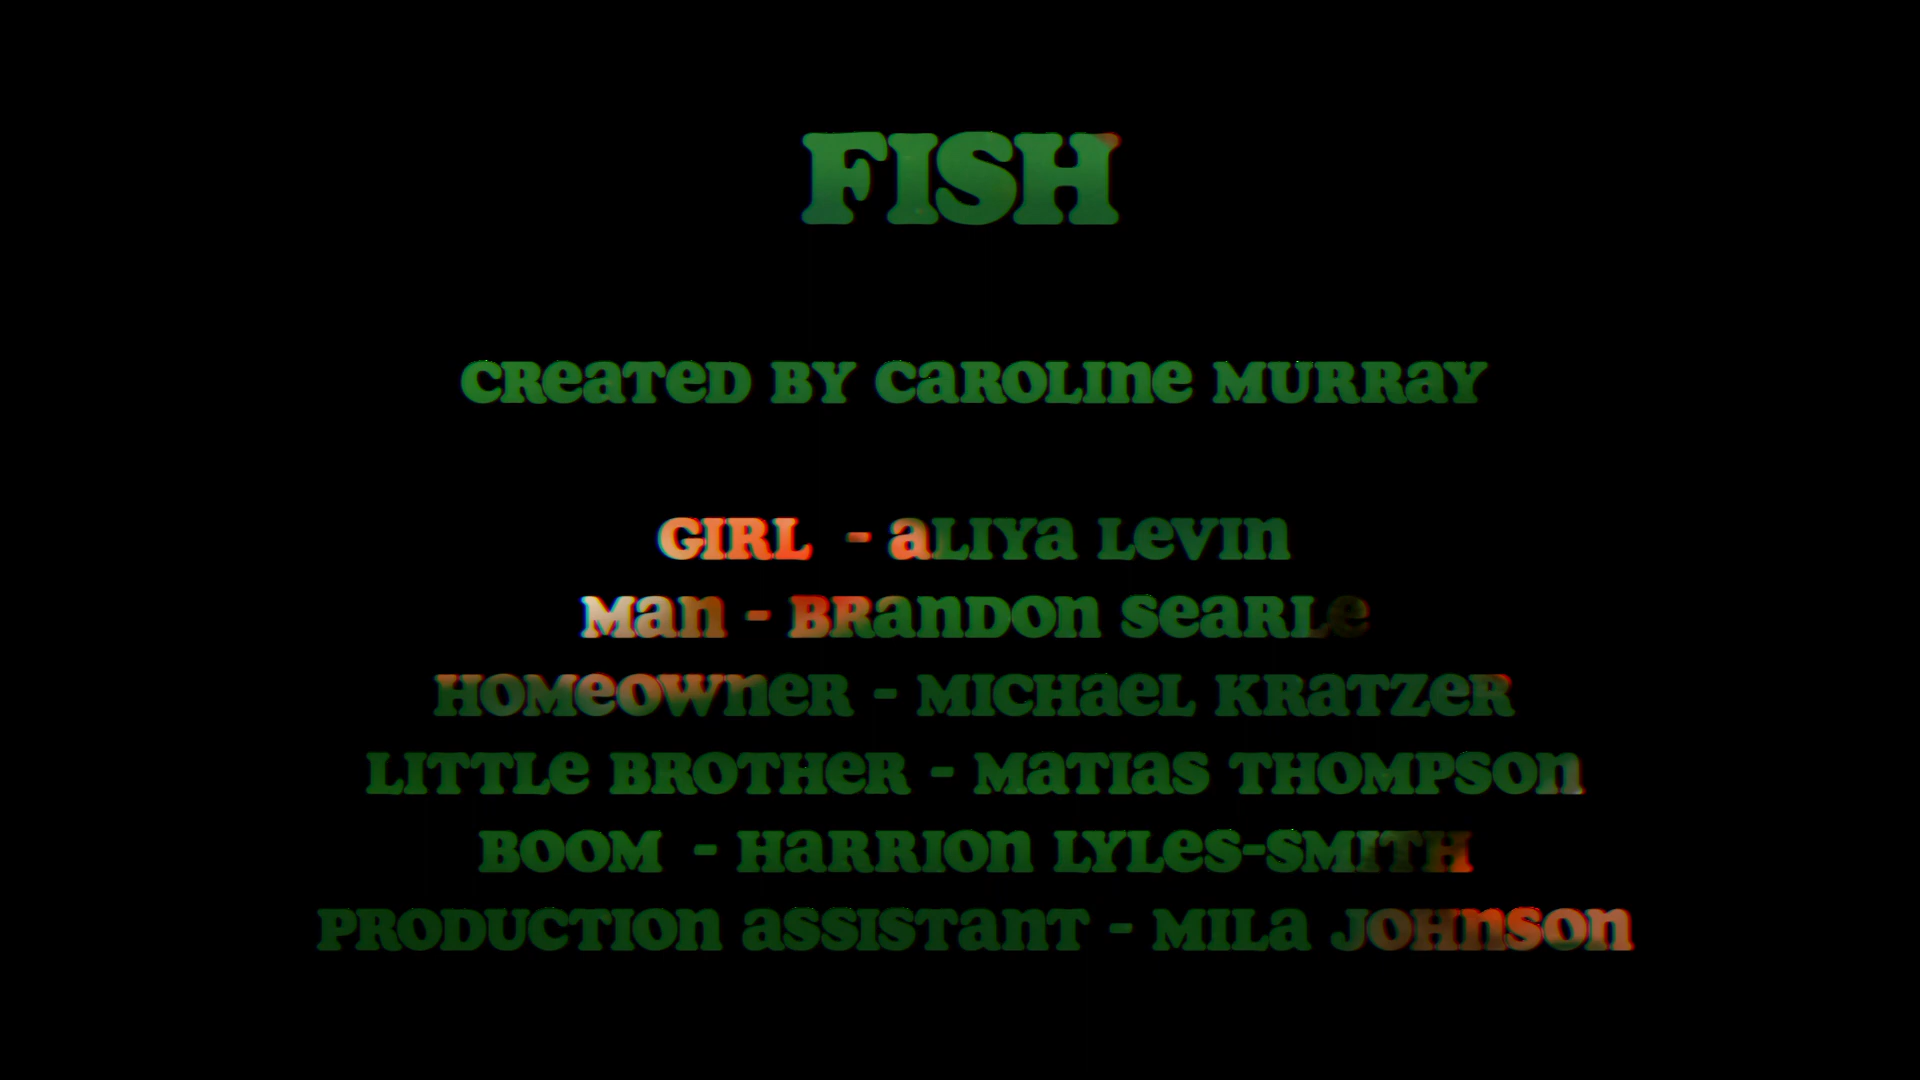 FISH
CReaTeD BY CaROLIne MURRaY
GIRL - aLIYa LeVIn
Man - BRanDOn SeaRLe
HOMeOWneR - MICHaeL KRaTZeR
LITTLe BROTHeR - MaTIas THOMPSOn
BOOM - HaRRIOn LYLes-SMITH
PRODUCTIOn assISTanT - MILa JOHnsOn